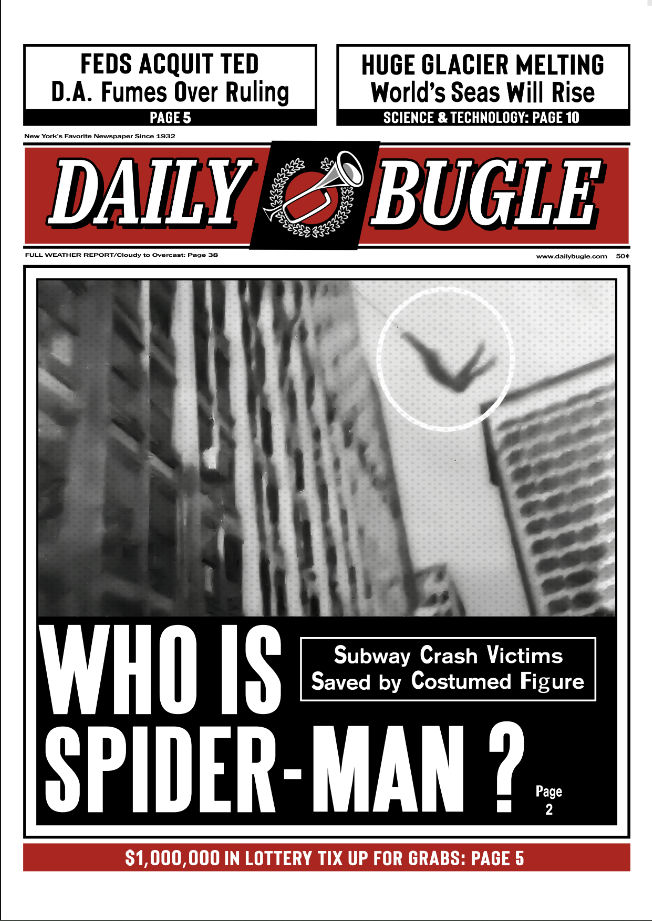 FEDS ACQUIT TED
D.A. Fumes Over Ruling
PAGE 5
HUGE GLACIER MELTING
World's Seas Will Rise
SCIENCE & TECHNOLOGY: PAGE 10
New York's Favorite Newspaper Since 1932
DAILY BUGLE
FULL WEATHER REPORT/Cloudy to Overcast: Page 38
www.dailybugle.com 50¢
WHO IS
SPIDER-MAN ?
Subway Crash Victims
Saved by Costumed Figure
Page
2
$1,000,000 IN LOTTERY TIX UP FOR GRABS: PAGE 5